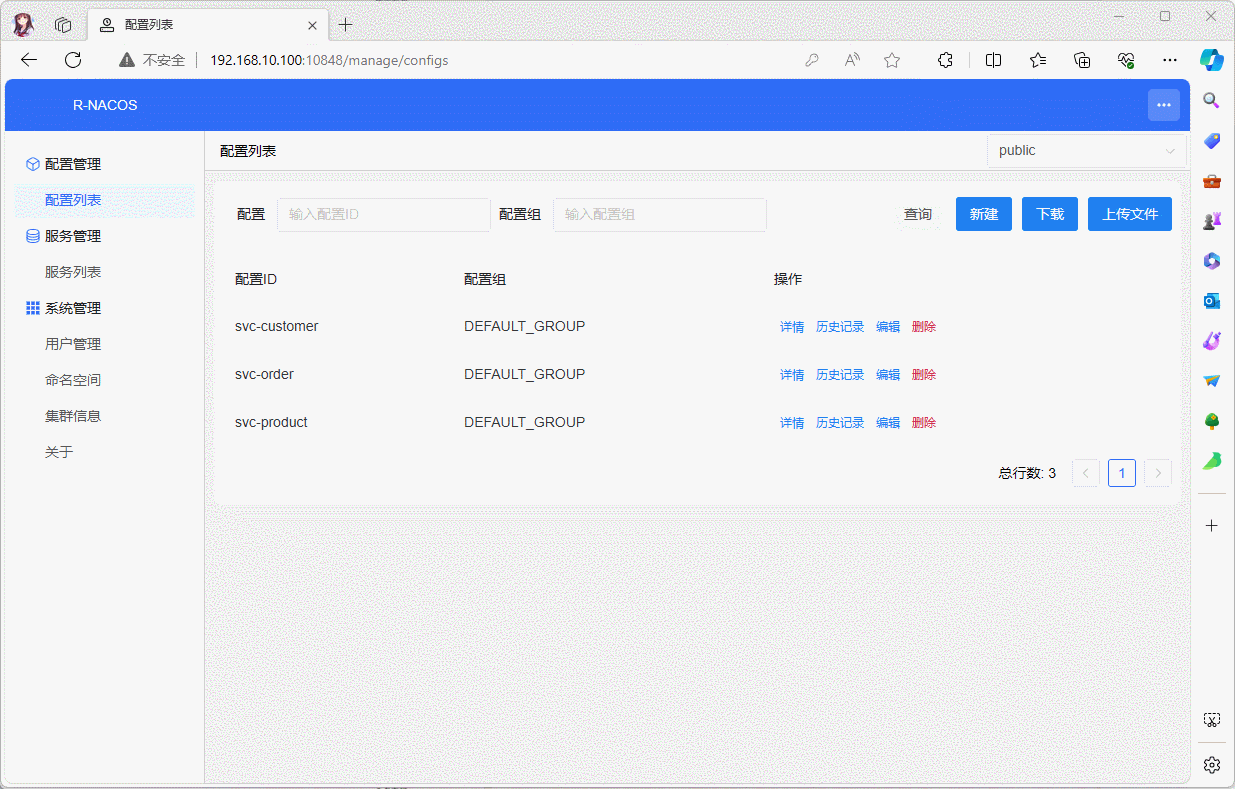 配置列表
不安全 192.168.10.100:10848/manage/configs
R-NACOS
配置管理
配置列表
服务管理
服务列表
系统管理
用户管理
命名空间
集群信息
关于
配置列表 public
配置 输入配置ID 配置组 输入配置组 查询 新建 下载 上传文件
配置ID 配置组 操作
svc-customer DEFAULT_GROUP 详情 历史记录 编辑 删除
svc-order DEFAULT_GROUP 详情 历史记录 编辑 删除
svc-product DEFAULT_GROUP 详情 历史记录 编辑 删除
总行数: 3 1